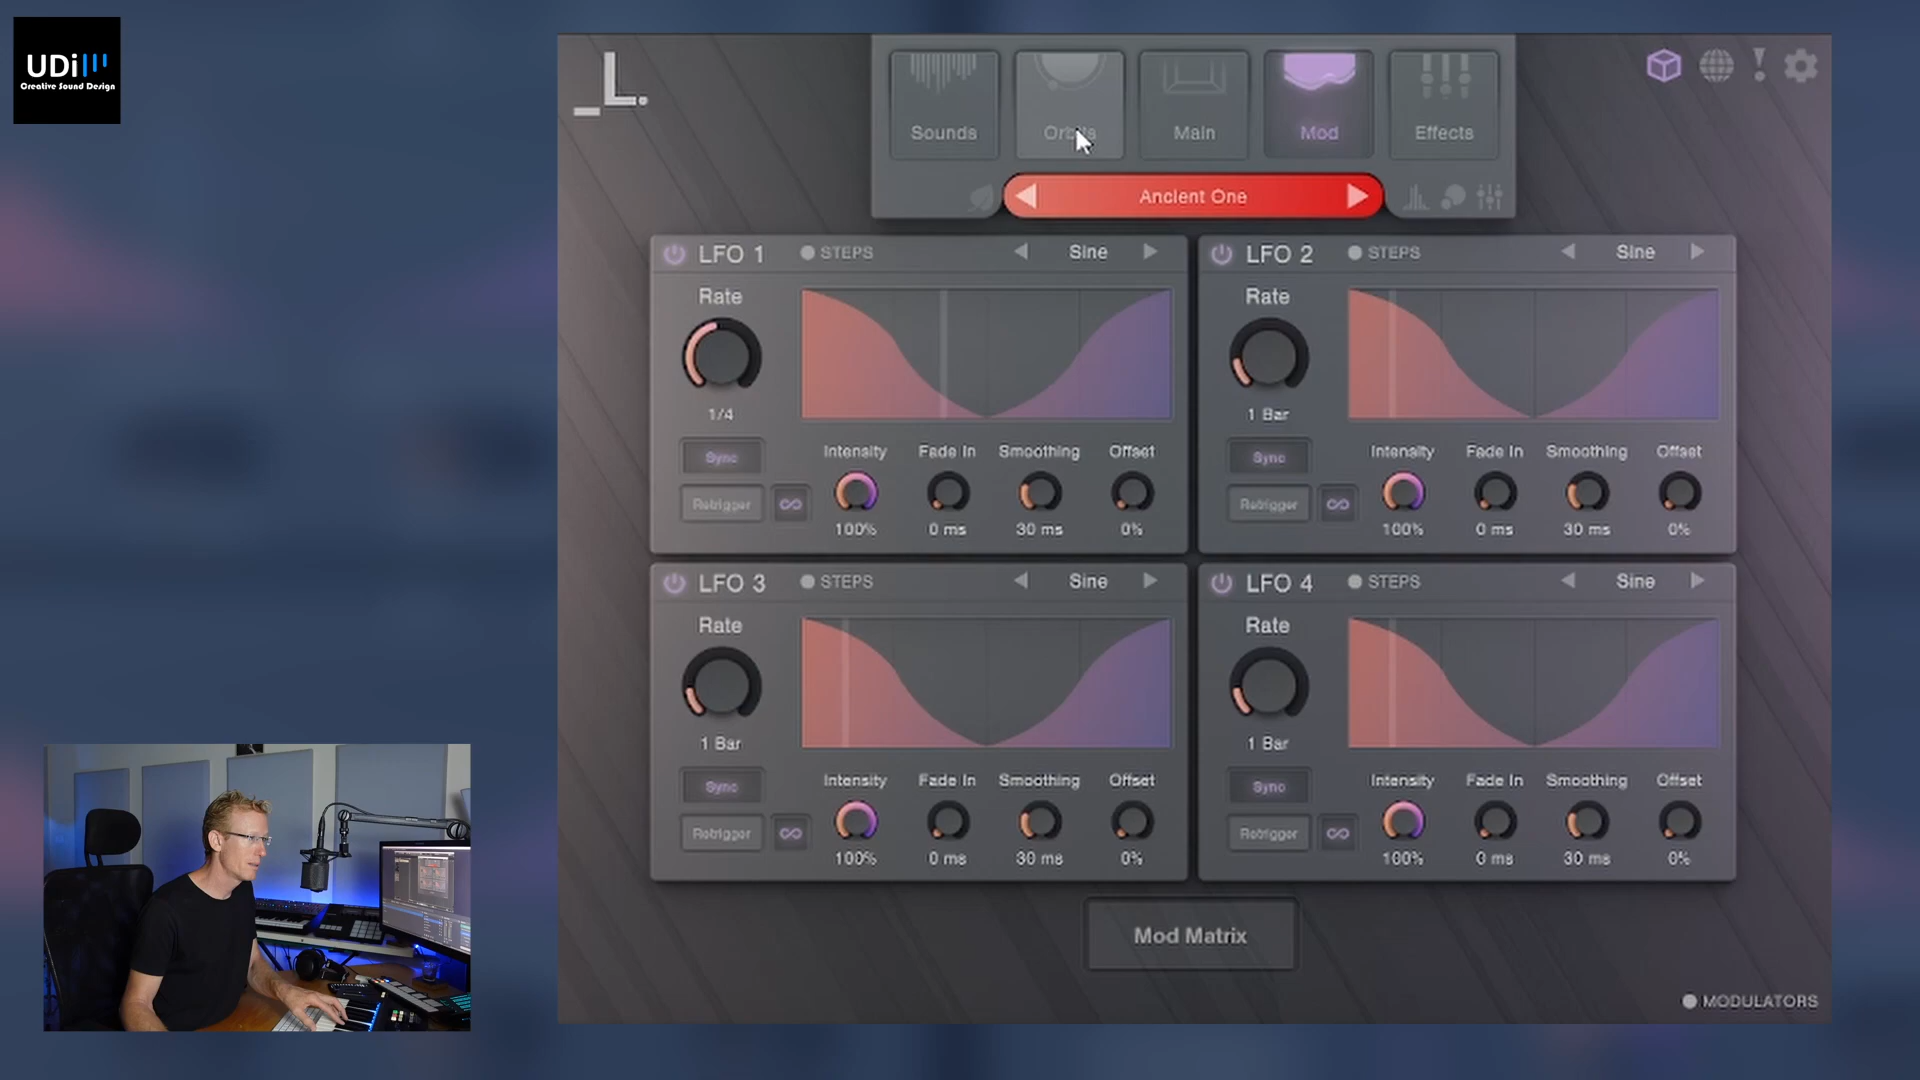 UDi
Creative Sound Design
_L.
Sounds
Orbits
Main
Mod
Effects
Ancient One
LFO 1
STEPS
Sine
Rate
1/4
Sync
Retrigger
Intensity
Fade In
Smoothing
Offset
100%
0 ms
30 ms
0%
LFO 2
STEPS
Sine
Rate
1 Bar
Sync
Retrigger
Intensity
Fade In
Smoothing
Offset
100%
0 ms
30 ms
0%
LFO 3
STEPS
Sine
Rate
1 Bar
Sync
Retrigger
Intensity
Fade In
Smoothing
Offset
100%
0 ms
30 ms
0%
LFO 4
STEPS
Sine
Rate
1 Bar
Sync
Retrigger
Intensity
Fade In
Smoothing
Offset
100%
0 ms
30 ms
0%
Mod Matrix
MODULATORS